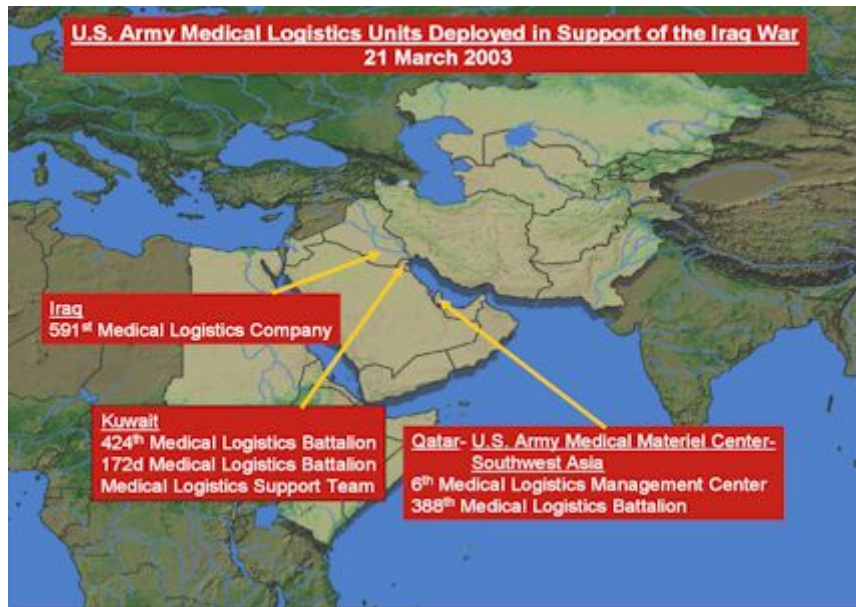 U.S. Army Medical Logistics Units Deployed in Support of the Iraq War
21 March 2003
Iraq
591st Medical Logistics Company
Kuwait
424th Medical Logistics Battalion
172d Medical Logistics Battalion
Medical Logistics Support Team
Qatar- U.S. Army Medical Materiel Center-
Southwest Asia
6th Medical Logistics Management Center
388th Medical Logistics Battalion